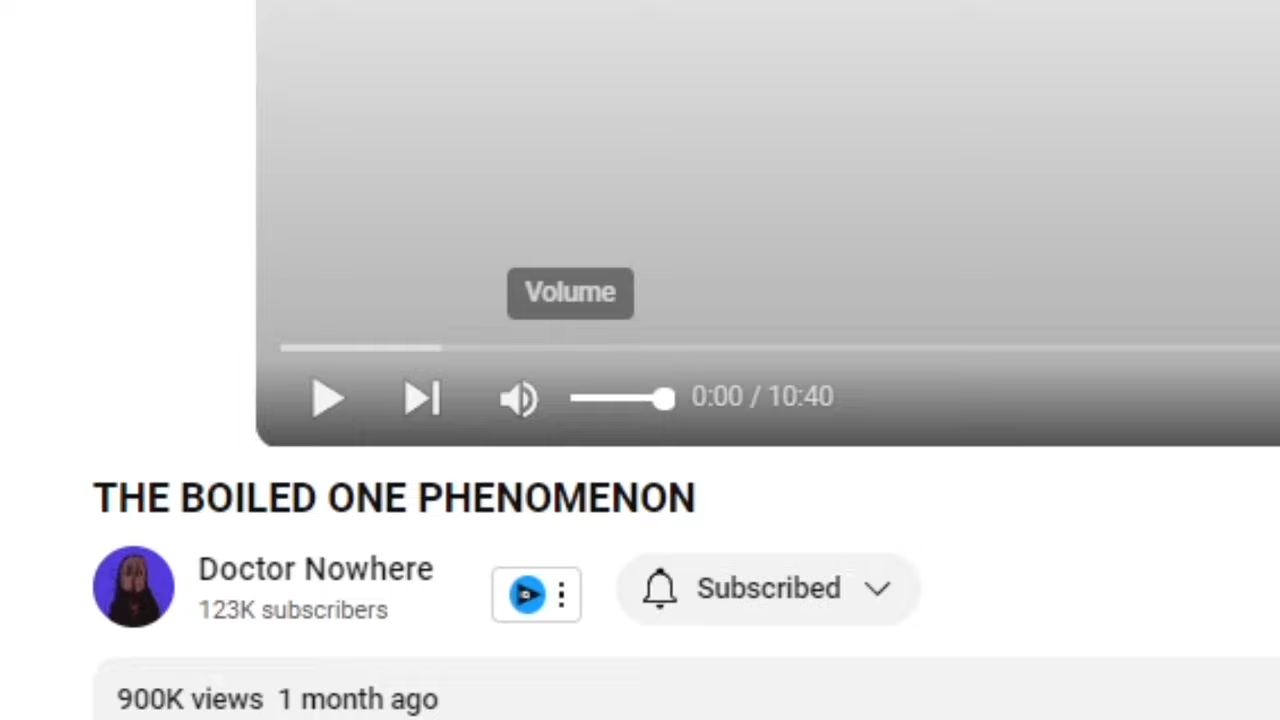 Volume
0:00 / 10:40
THE BOILED ONE PHENOMENON
Doctor Nowhere
123K subscribers
Subscribed
900K views 1 month ago